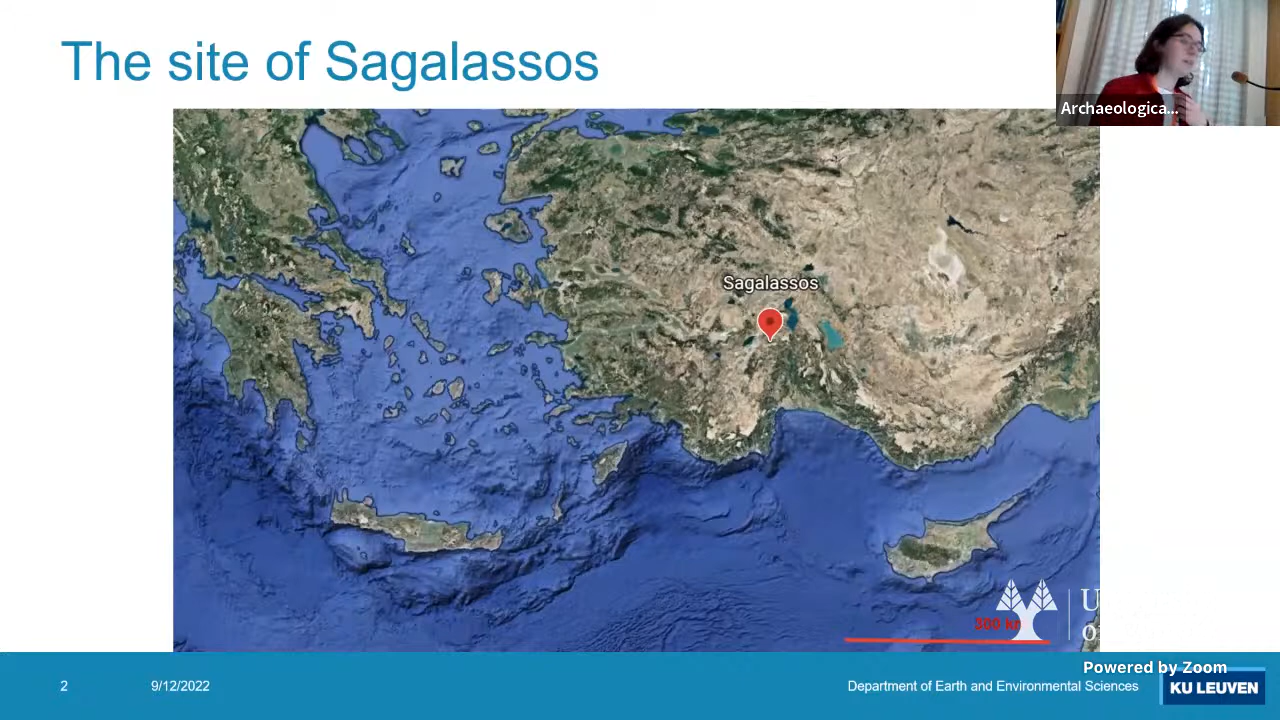 The site of Sagalassos
Archaeologica...
Sagalassos
U
O
Powered by Zoom
2
9/12/2022
Department of Earth and Environmental Sciences
KU LEUVEN